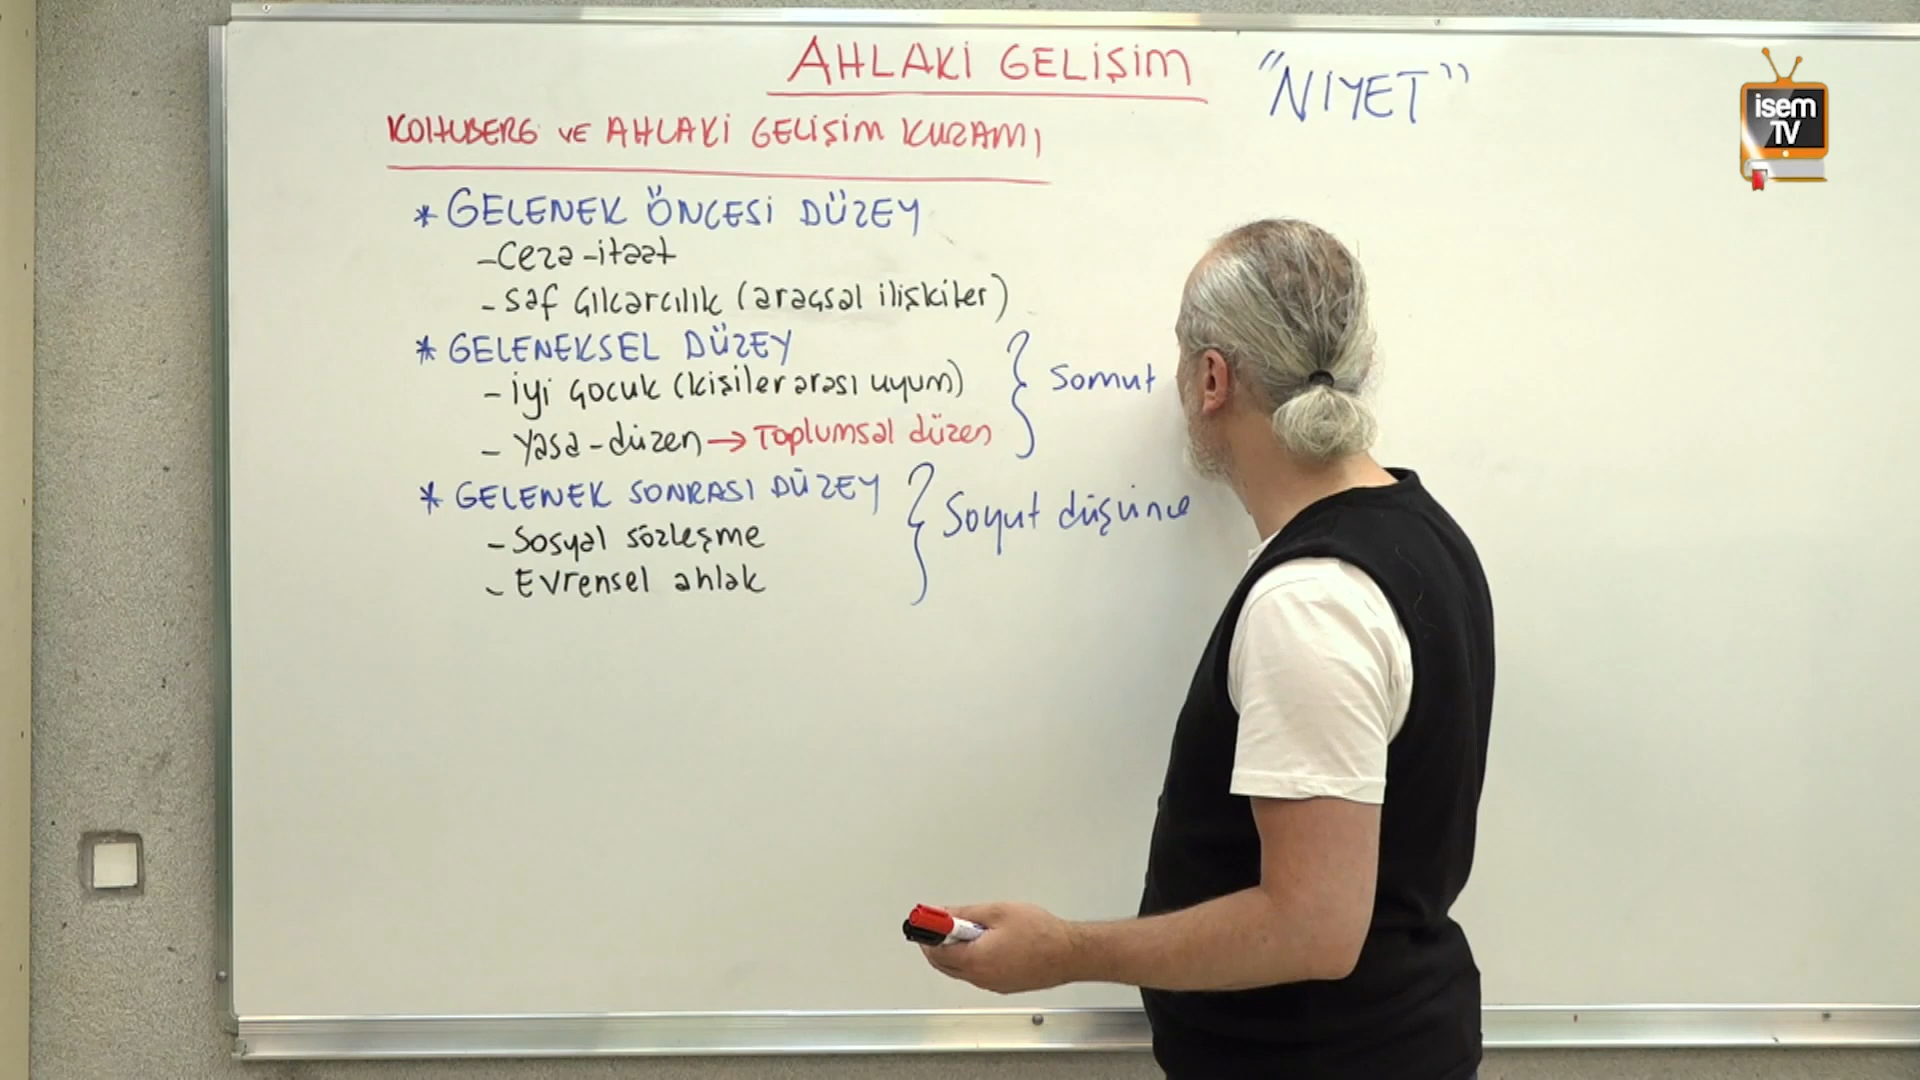 AHLAKİ GELİŞİM
"NİYET"
isem
TV
KOHLBERG VE AHLAKİ GELİŞİM KURAMI
* GELENEK ÖNCESİ DÜZEY
- Ceza - itaat
- Saf Çıkarcılık (araçsal ilişkiler)
* GELENEKSEL DÜZEY
- İyi çocuk (kişiler arası uyum)
Somut
- Yasa - düzen → Toplumsal düzen
* GELENEK SONRASI DÜZEY
Soyut düşünce
- Sosyal sözleşme
- Evrensel ahlak